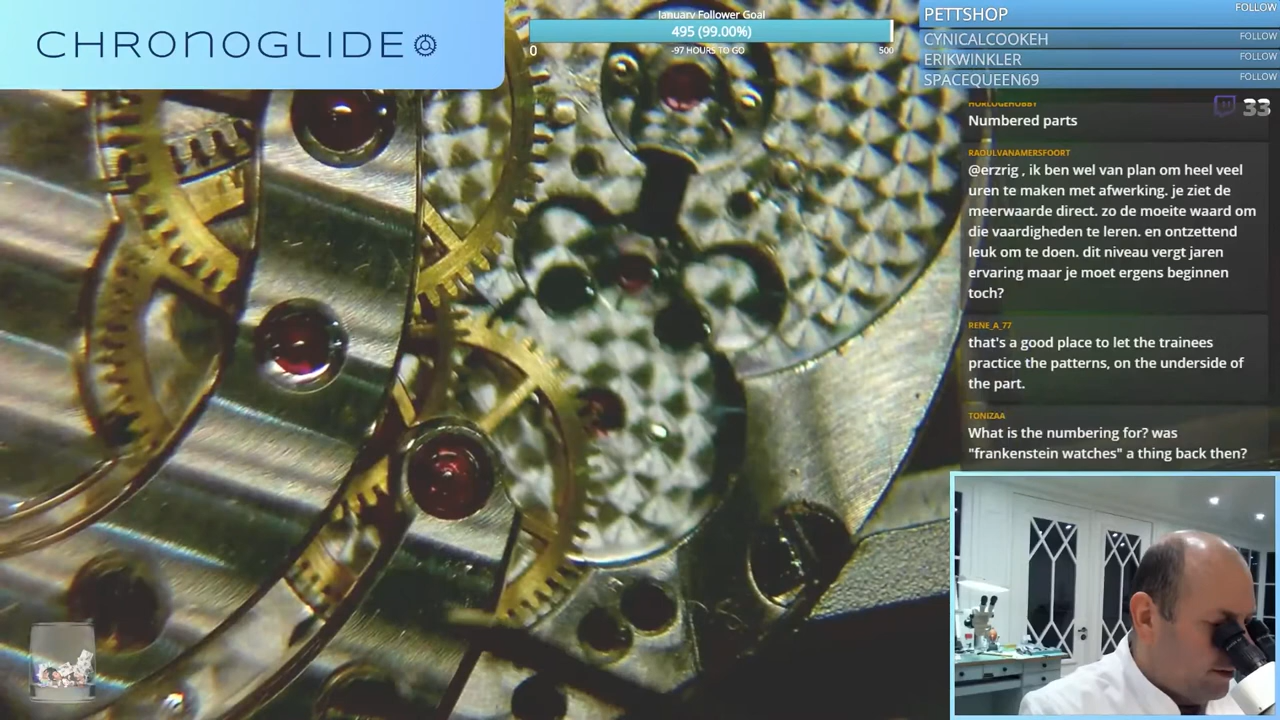 CHRONOGLIDE
January Follower Goal
495 (99.00%)
0 -97 HOURS TO GO 500
PETTSHOP FOLLOW
CYNICALCOOKEH FOLLOW
ERIKWINKLER FOLLOW
SPACEQUEEN69 FOLLOW
33
HORLOGEHOBBY
Numbered parts
RAOULVANAMERSFOORT
@erzrig , ik ben wel van plan om heel veel
uren te maken met afwerking. je ziet de
meerwaarde direct. zo de moeite waard om
die vaardigheden te leren. en ontzettend
leuk om te doen. dit niveau vergt jaren
ervaring maar je moet ergens beginnen
toch?
RENE_A_77
that's a good place to let the trainees
practice the patterns, on the underside of
the part.
TONIZAA
What is the numbering for? was
"frankenstein watches" a thing back then?